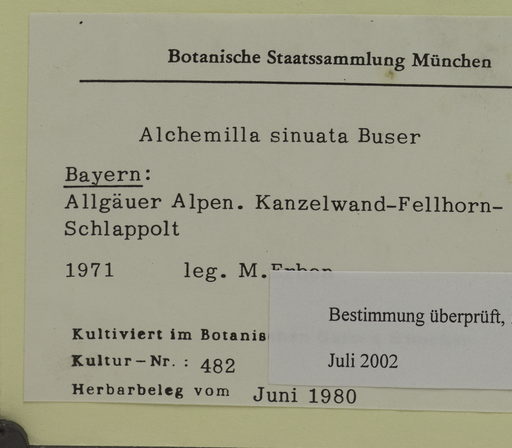 Botanische Staatssammlung München
Alchemilla sinuata Buser
Bayern:
Allgäuer Alpen. Kanzelwand-Fellhorn-
Schlappolt
1971 leg. M.
Bestimmung überprüft,
Kultiviert im
Juli 2002
Kultur-Nr.: 482
Herbarbeleg vom Juni 1980